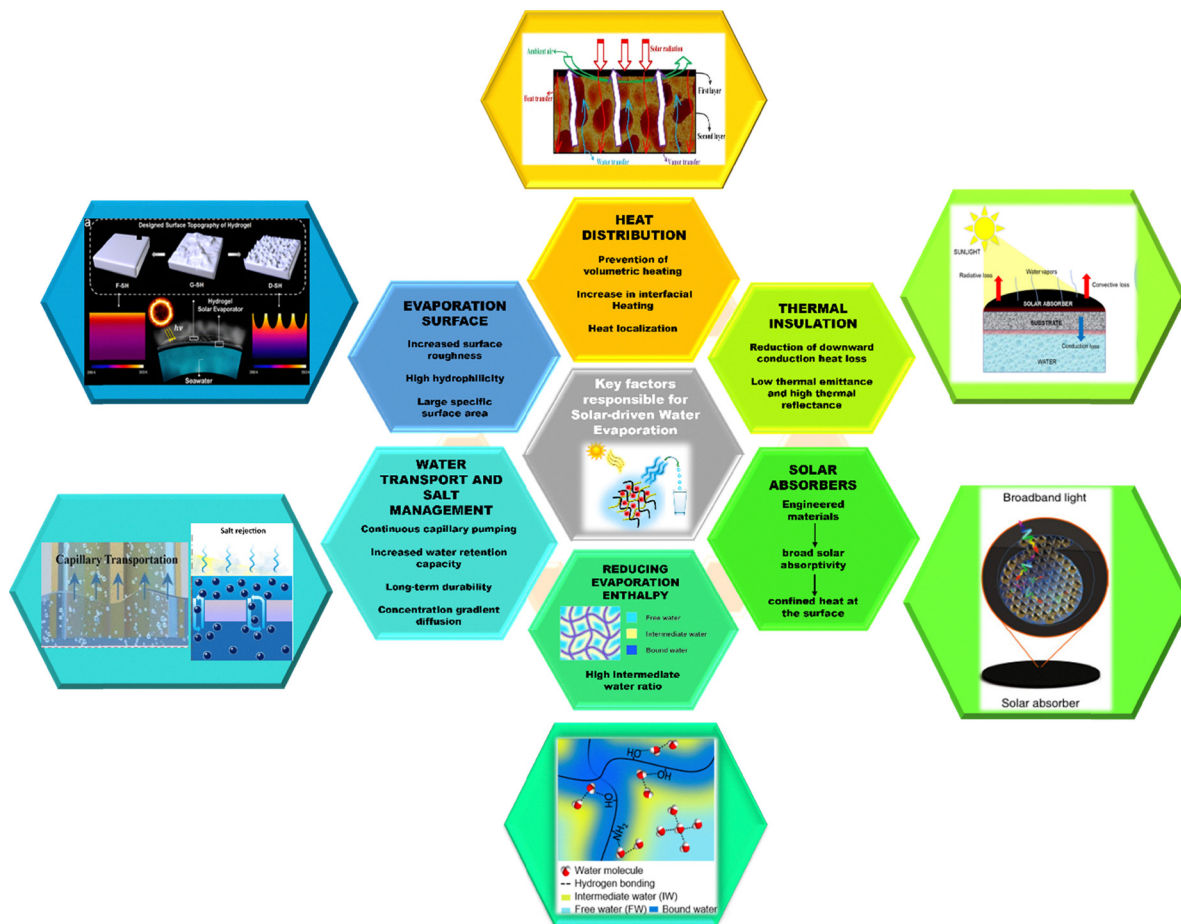 Ambient air
Solar radiation
First layer
Heat transfer
Second layer
Water transfer
Vapor transfer
HEAT
DISTRIBUTION
Prevention of
volumetric heating
Increase in interfacial
Heating
Heat localization
a
Designed Surface Topography of Hydrogel
F-SH
G-SH
D-SH
Hydrogel
Solar Evaporator
hν
Seawater
EVAPORATION
SURFACE
Increased surface
roughness
High hydrophilicity
Large specific
surface area
THERMAL
INSULATION
Reduction of downward
conduction heat loss
Low thermal emittance
and high thermal
reflectance
SUNLIGHT
Radiative loss
Water vapors
Convective loss
SOLAR ABSORBER
SUBSTRATE
Conduction loss
WATER
Key factors
responsible for
Solar-driven Water
Evaporation
WATER
TRANSPORT AND
SALT
MANAGEMENT
Continuous capillary pumping
Increased water retention
capacity
Long-term durability
Concentration gradient
diffusion
Capillary Transportation
Salt rejection
SOLAR
ABSORBERS
Engineered
materials
broad solar
absorptivity
confined heat at
the surface
Broadband light
Solar absorber
REDUCING
EVAPORATION
ENTHALPY
Free water
Intermediate water
Bound water
High Intermediate
water ratio
HO
OH
OH
NH2
Water molecule
Hydrogen bonding
Intermediate water (IW)
Free water (FW)
Bound water